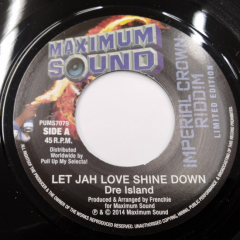 MAXIMUM
SOUND
PUMS7075
SIDE A
45 R.P.M.
Distributed
Worldwide by
Pull Up My Selecta!
IMPERIAL CROWN
RIDDIM
LIMITED EDITION
LET JAH LOVE SHINE DOWN
Dre Island
Produced and Arranged by Frenchie
for Maximum Sound
℗ & © 2014 Maximum Sound